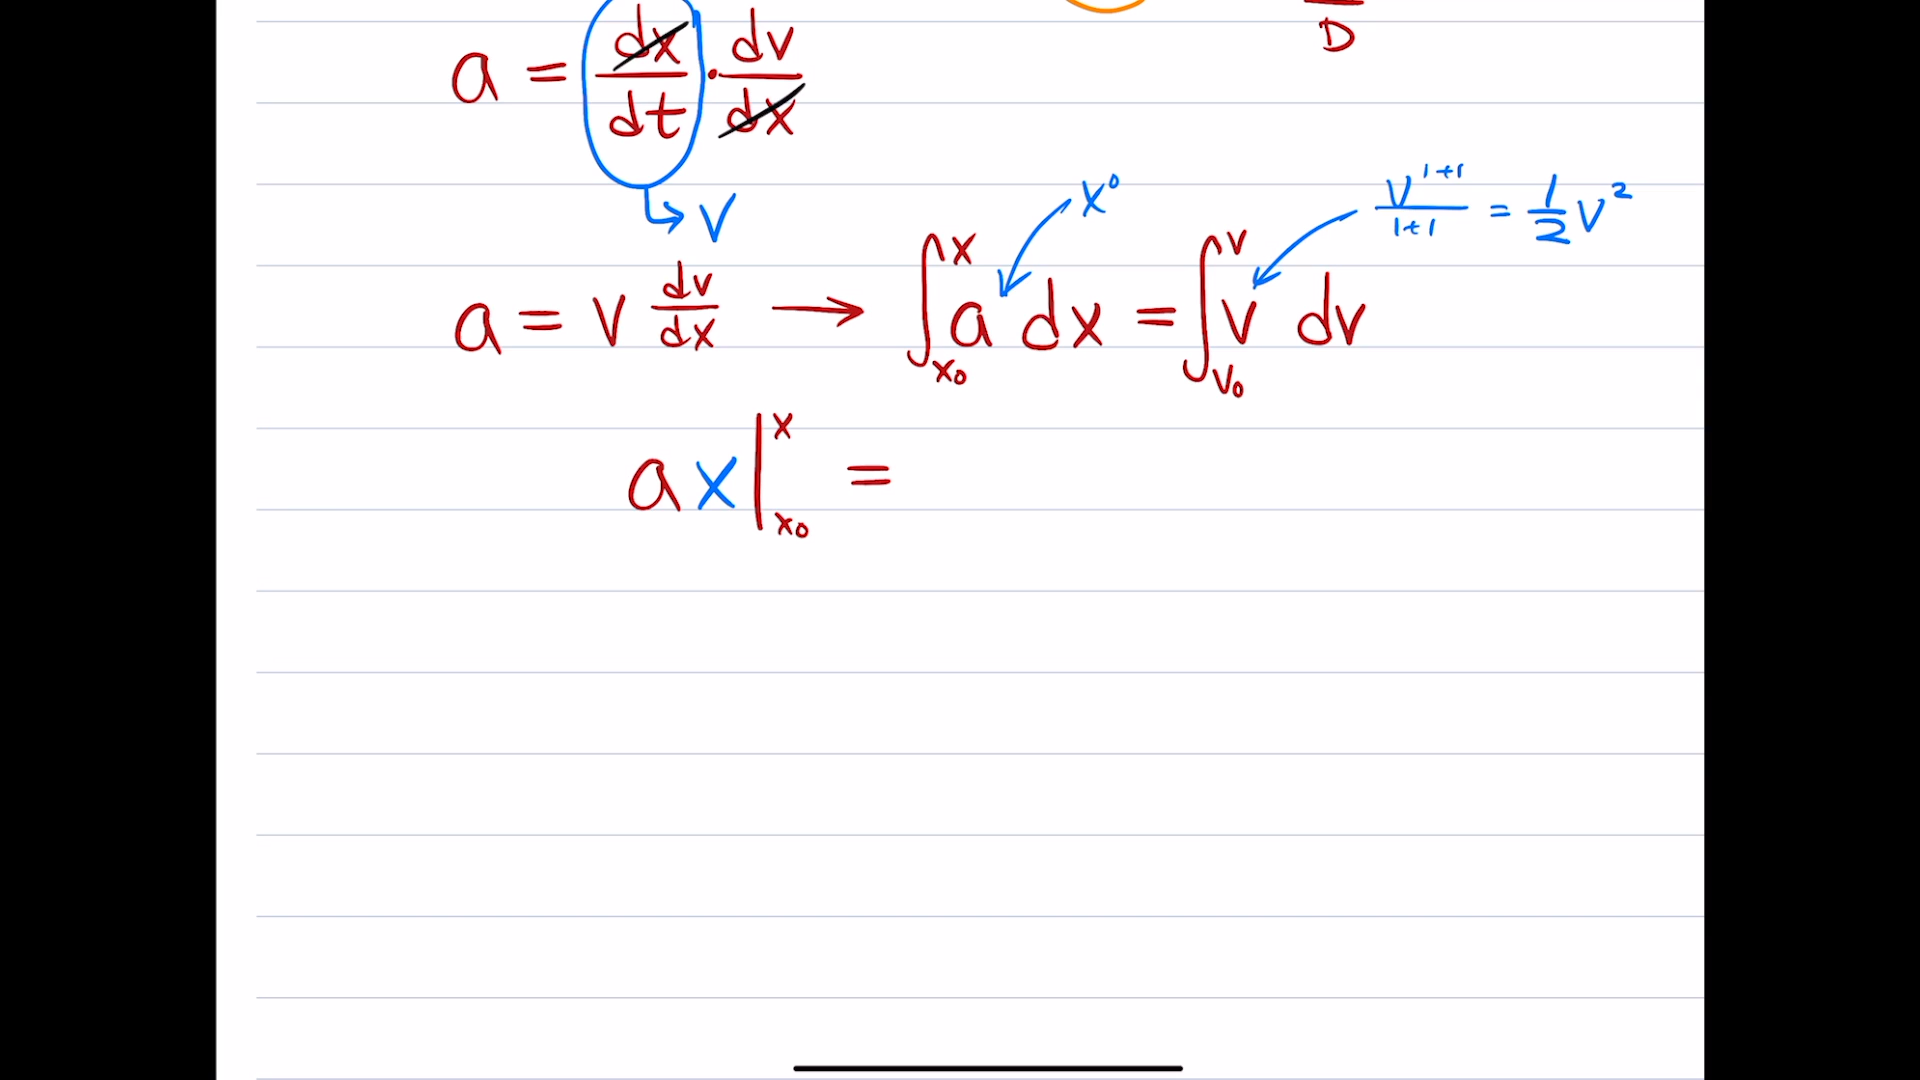 a = dx/dt · dv/dx
D
v
x⁰
v¹⁺¹/1+1 = 1/2 v²
a = v dv/dx → ∫ₓ₀ˣ a dx = ∫ᵥ₀ᵛ v dv
ax |ₓ₀ˣ =